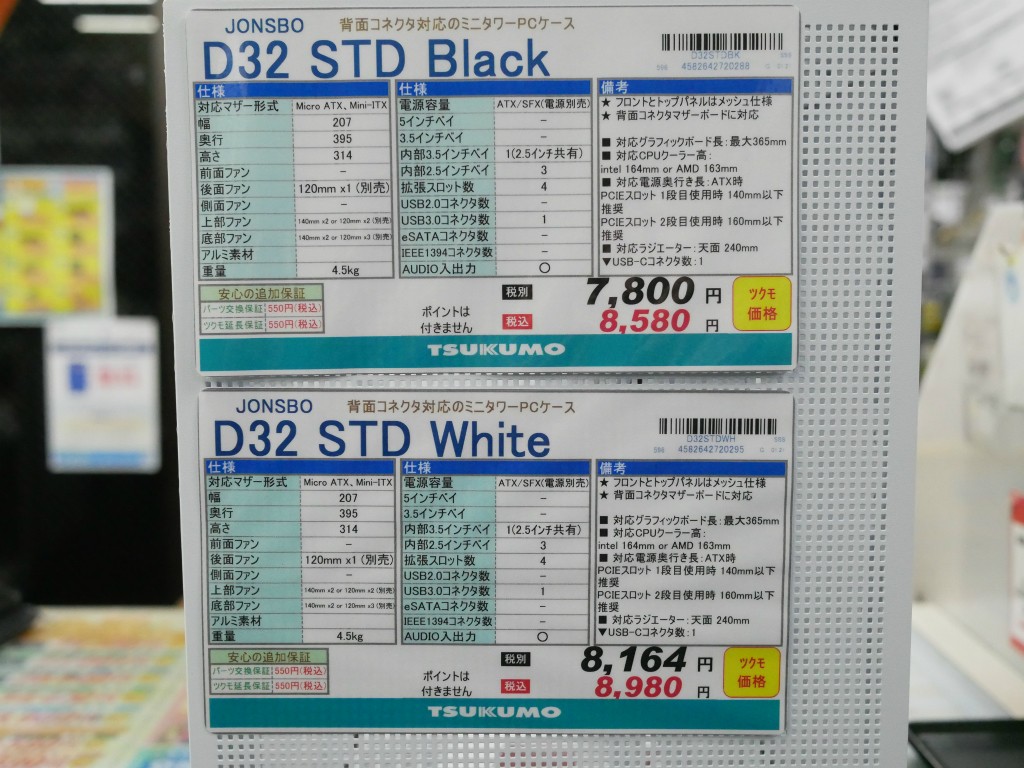 JONSBO 背面コネクタ対応のミニタワーPCケース
D32 STD Black
D32STDBK
4582642720288
仕様
対応マザー形式 Micro ATX、Mini-ITX
幅 207
奥行 395
高さ 314
前面ファン －
後面ファン 120mm x1 (別売)
側面ファン －
上部ファン 140mm x2 or 120mm x2 (別売)
底部ファン 140mm x2 or 120mm x3 (別売)
アルミ素材
重量 4.5kg
仕様
電源容量 ATX/SFX(電源別売)
5インチベイ －
3.5インチベイ －
内部3.5インチベイ 1(2.5インチ共有)
内部2.5インチベイ 3
拡張スロット数 4
USB2.0コネクタ数 －
USB3.0コネクタ数 1
eSATAコネクタ数 －
IEEE1394コネクタ数 －
AUDIO入出力 〇
備考
★ フロントとトップパネルはメッシュ仕様
★ 背面コネクタマザーボードに対応
■ 対応グラフィックボード長：最大365mm
■ 対応CPUクーラー高：
intel 164mm or AMD 163mm
■ 対応電源奥行き長：ATX時
PCIEスロット 1段目使用時 140mm以下
推奨
PCIEスロット 2段目使用時 160mm以下
推奨
■ 対応ラジエーター：天面 240mm
▼USB-Cコネクタ数：1
安心の追加保証
パーツ交換保証 550円(税込)
ツクモ延長保証 550円(税込)
ポイントは
付きません
税別 7,800 円
税込 8,580 円
ツクモ
価格
TSUKUMO
JONSBO 背面コネクタ対応のミニタワーPCケース
D32 STD White
D32STDWH
4582642720295
仕様
対応マザー形式 Micro ATX、Mini-ITX
幅 207
奥行 395
高さ 314
前面ファン －
後面ファン 120mm x1 (別売)
側面ファン －
上部ファン 140mm x2 or 120mm x2 (別売)
底部ファン 140mm x2 or 120mm x3 (別売)
アルミ素材
重量 4.5kg
仕様
電源容量 ATX/SFX(電源別売)
5インチベイ －
3.5インチベイ －
内部3.5インチベイ 1(2.5インチ共有)
内部2.5インチベイ 3
拡張スロット数 4
USB2.0コネクタ数 －
USB3.0コネクタ数 1
eSATAコネクタ数 －
IEEE1394コネクタ数 －
AUDIO入出力 〇
備考
★ フロントとトップパネルはメッシュ仕様
★ 背面コネクタマザーボードに対応
■ 対応グラフィックボード長：最大365mm
■ 対応CPUクーラー高：
intel 164mm or AMD 163mm
■ 対応電源奥行き長：ATX時
PCIEスロット 1段目使用時 140mm以下
推奨
PCIEスロット 2段目使用時 160mm以下
推奨
■ 対応ラジエーター：天面 240mm
▼USB-Cコネクタ数：1
安心の追加保証
パーツ交換保証 550円(税込)
ツクモ延長保証 550円(税込)
ポイントは
付きません
税別 8,164 円
税込 8,980 円
ツクモ
価格
TSUKUMO